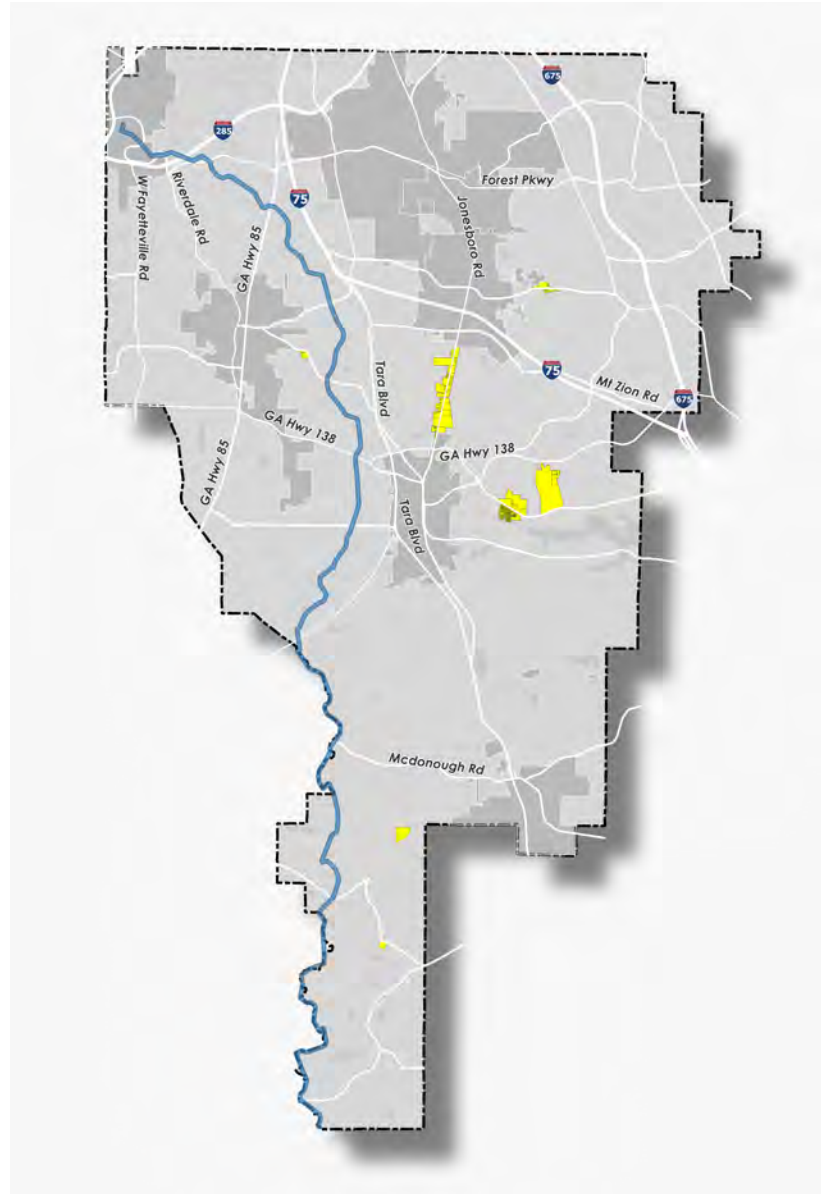 675
285
Forest Pkwy
W Fayetteville Rd
Riverdale Rd
75
Jonesboro Rd
GA Hwy 85
Tara Blvd
75
Mt Zion Rd
675
GA Hwy 138
GA Hwy 138
GA Hwy 85
Tara Blvd
Mcdonough Rd